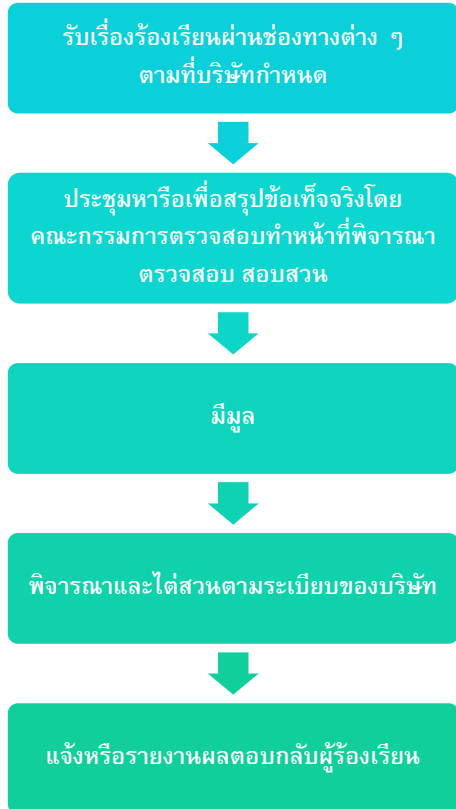 รับเรื่องร้องเรียนผ่านช่องทางต่าง ๆ
ตามที่บริษัทกำหนด
ประชุมหารือเพื่อสรุปข้อเท็จจริงโดย
คณะกรรมการตรวจสอบทำหน้าที่พิจารณา
ตรวจสอบ สอบสวน
มีมูล
พิจารณาและไต่สวนตามระเบียบของบริษัท
แจ้งหรือรายงานผลตอบกลับผู้ร้องเรียน